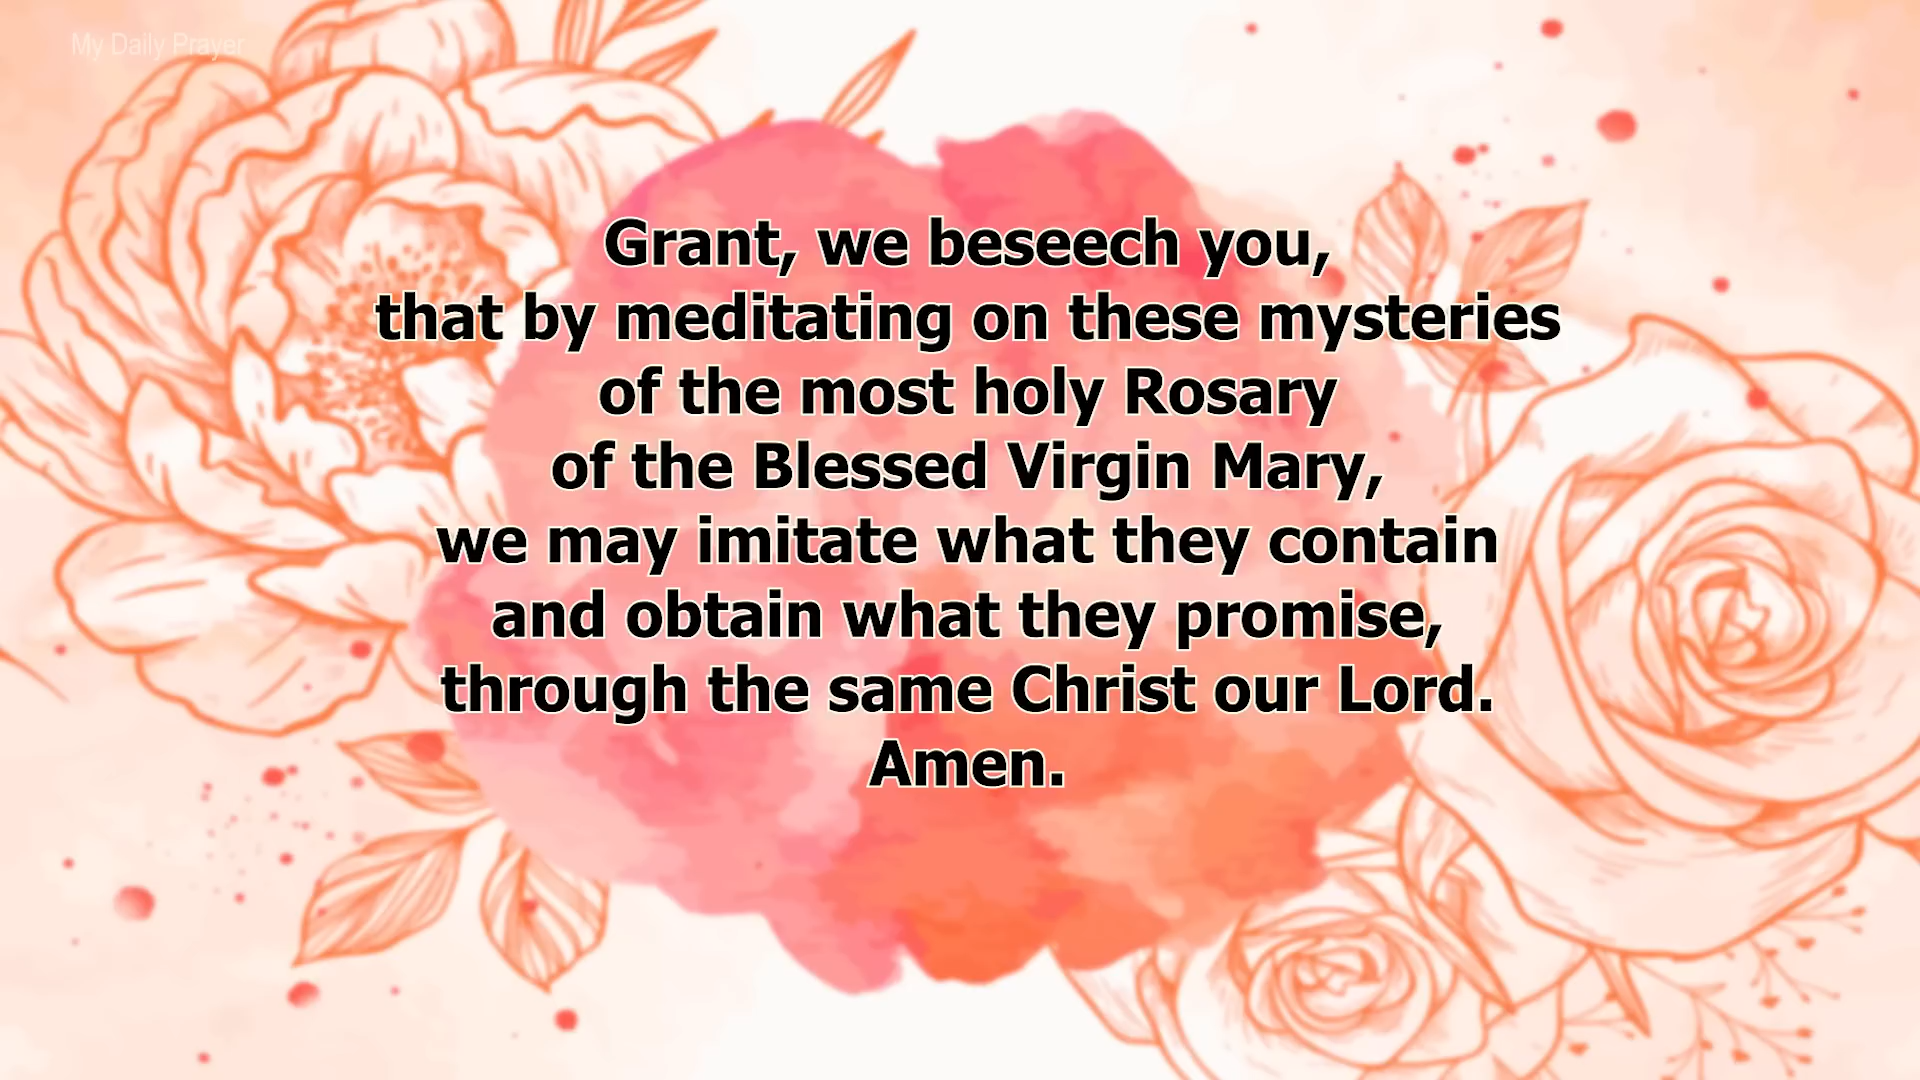 My Daily Prayer
Grant, we beseech you,
that by meditating on these mysteries
of the most holy Rosary
of the Blessed Virgin Mary,
we may imitate what they contain
and obtain what they promise,
through the same Christ our Lord.
Amen.